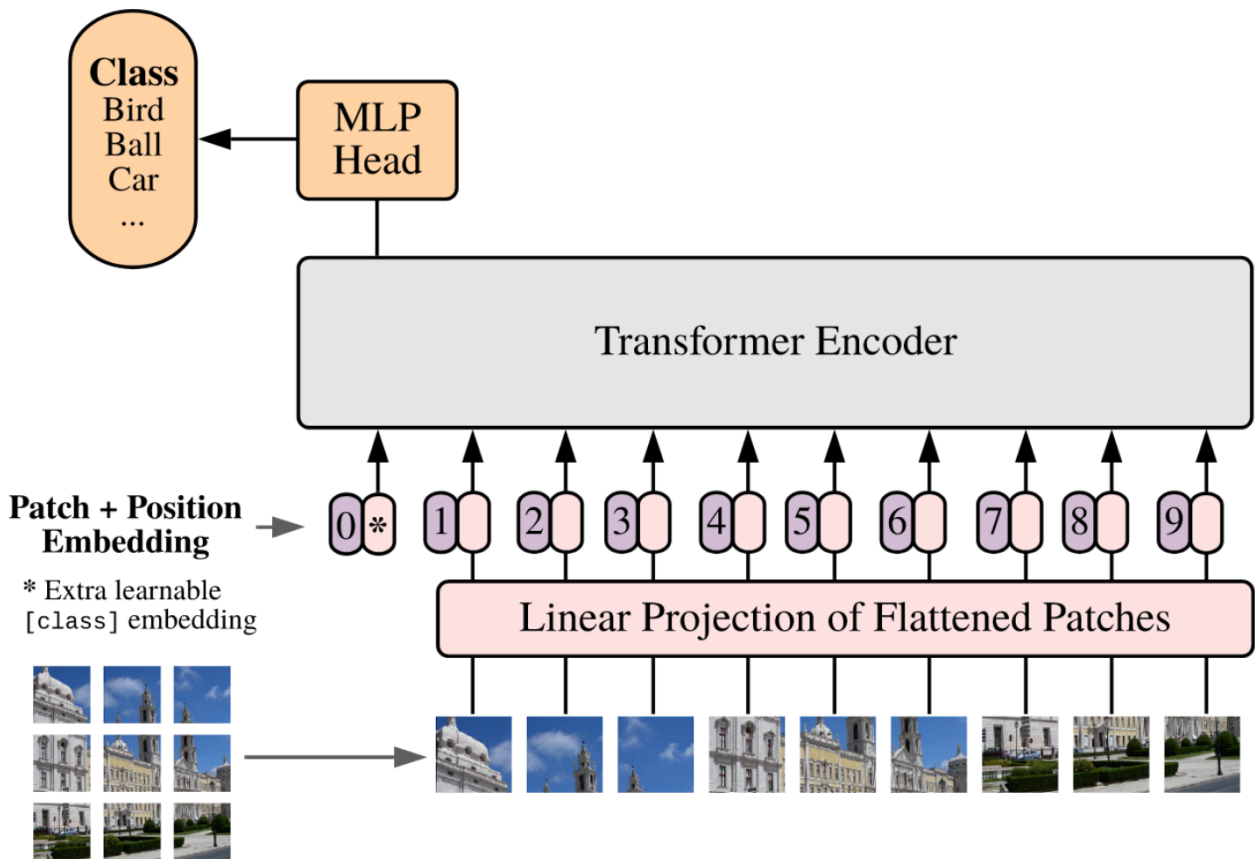 Class
Bird
Ball
Car
...
MLP
Head
Transformer Encoder
Patch + Position
Embedding
0 * 1 2 3 4 5 6 7 8 9
* Extra learnable
[class] embedding
Linear Projection of Flattened Patches